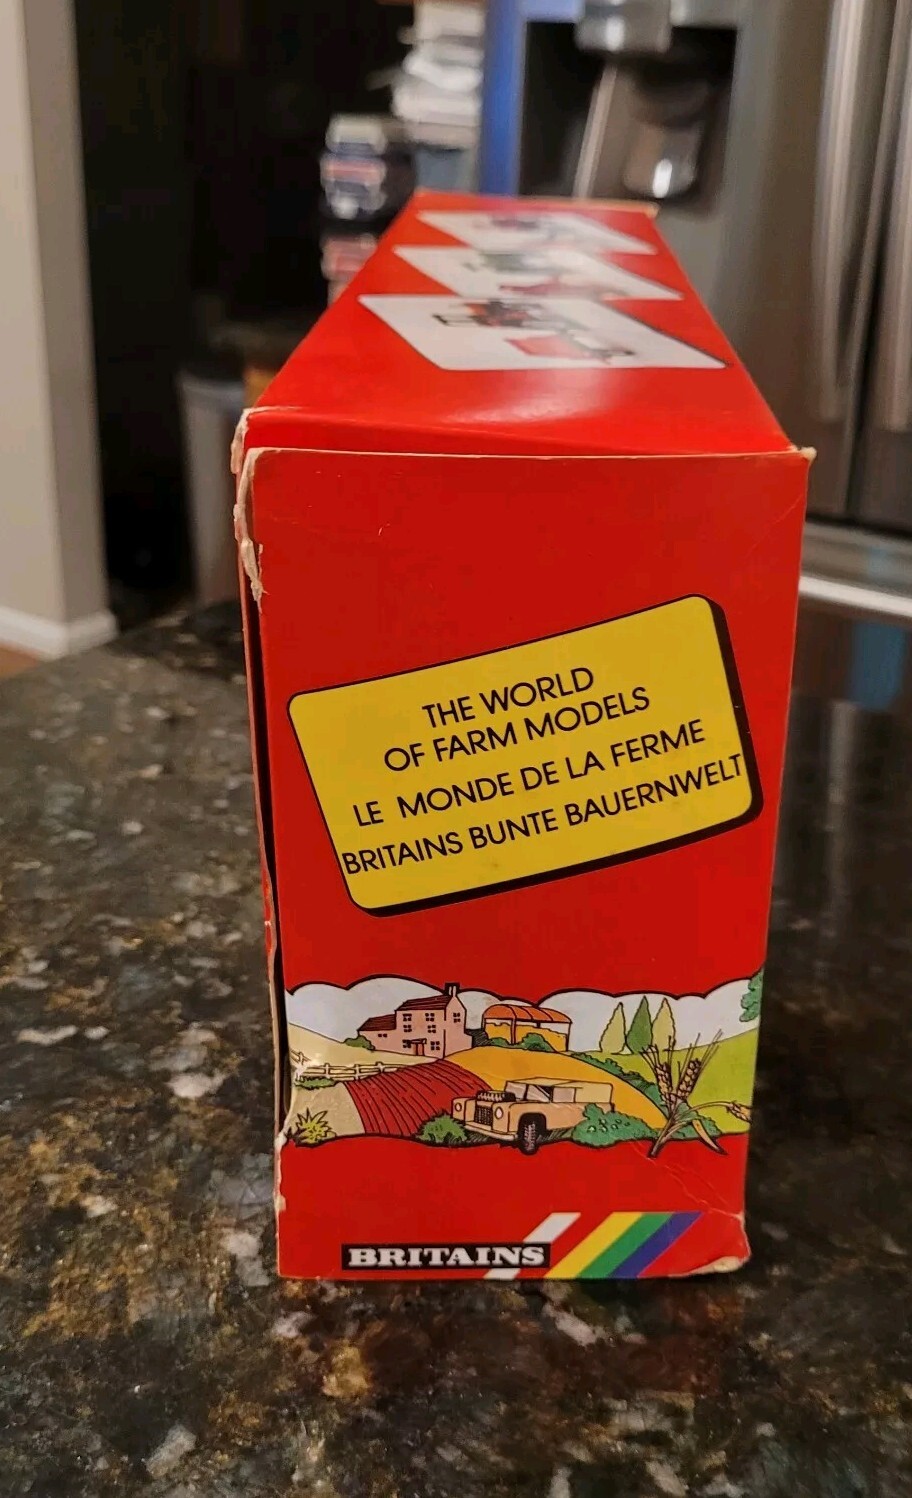 THE WORLD
OF FARM MODELS
LE MONDE DE LA FERME
BRITAINS BUNTE BAUERNWELT
BRITAINS